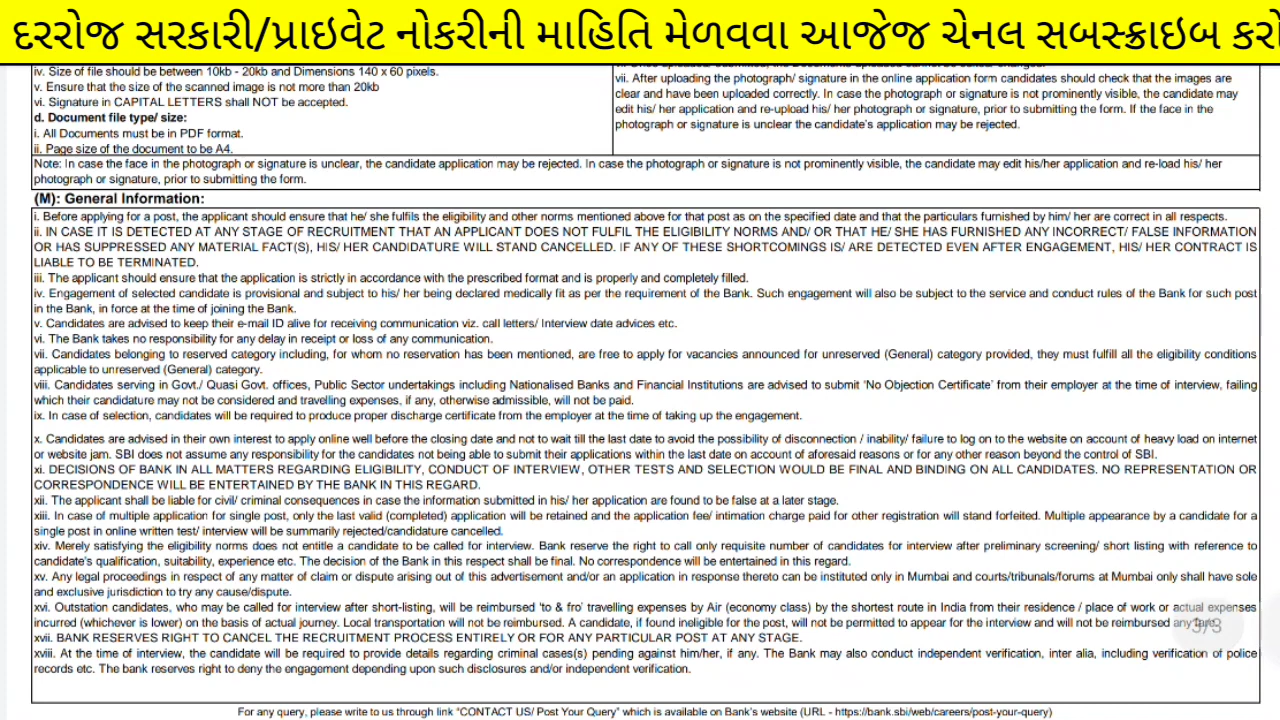 દરરોજ સરકારી/પ્રાઇવેટ નોકરીની માહિતિ મેળવવા આજેજ ચેનલ સબસ્ક્રાઇબ કરો
iv. Size of file should be between 10kb - 20kb and Dimensions 140 x 60 pixels.
v. Ensure that the size of the scanned image is not more than 20kb
vi. Signature in CAPITAL LETTERS shall NOT be accepted.
d. Document file type/ size:
i. All Documents must be in PDF format.
ii. Page size of the document to be A4.
vii. After uploading the photograph/ signature in the online application form candidates should check that the images are
clear and have been uploaded correctly. In case the photograph or signature is not prominently visible, the candidate may
edit his/ her application and re-upload his/ her photograph or signature, prior to submitting the form. If the face in the
photograph or signature is unclear the candidate's application may be rejected.
Note: In case the face in the photograph or signature is unclear, the candidate application may be rejected. In case the photograph or signature is not prominently visible, the candidate may edit his/her application and re-load his/ her
photograph or signature, prior to submitting the form.
(M): General Information:
i. Before applying for a post, the applicant should ensure that he/ she fulfils the eligibility and other norms mentioned above for that post as on the specified date and that the particulars furnished by him/ her are correct in all respects.
ii. IN CASE IT IS DETECTED AT ANY STAGE OF RECRUITMENT THAT AN APPLICANT DOES NOT FULFIL THE ELIGIBILITY NORMS AND/ OR THAT HE/ SHE HAS FURNISHED ANY INCORRECT/ FALSE INFORMATION
OR HAS SUPPRESSED ANY MATERIAL FACT(S), HIS/ HER CANDIDATURE WILL STAND CANCELLED. IF ANY OF THESE SHORTCOMINGS IS/ ARE DETECTED EVEN AFTER ENGAGEMENT, HIS/ HER CONTRACT IS
LIABLE TO BE TERMINATED.
iii. The applicant should ensure that the application is strictly in accordance with the prescribed format and is properly and completely filled.
iv. Engagement of selected candidate is provisional and subject to his/ her being declared medically fit as per the requirement of the Bank. Such engagement will also be subject to the service and conduct rules of the Bank for such post
in the Bank, in force at the time of joining the Bank.
v. Candidates are advised to keep their e-mail ID alive for receiving communication viz. call letters/ Interview date advices etc.
vi. The Bank takes no responsibility for any delay in receipt or loss of any communication.
vii. Candidates belonging to reserved category including, for whom no reservation has been mentioned, are free to apply for vacancies announced for unreserved (General) category provided, they must fulfill all the eligibility conditions
applicable to unreserved (General) category.
viii. Candidates serving in Govt./ Quasi Govt. offices, Public Sector undertakings including Nationalised Banks and Financial Institutions are advised to submit 'No Objection Certificate' from their employer at the time of interview, failing
which their candidature may not be considered and travelling expenses, if any, otherwise admissible, will not be paid.
ix. In case of selection, candidates will be required to produce proper discharge certificate from the employer at the time of taking up the engagement.
x. Candidates are advised in their own interest to apply online well before the closing date and not to wait till the last date to avoid the possibility of disconnection / inability/ failure to log on to the website on account of heavy load on internet
or website jam. SBI does not assume any responsibility for the candidates not being able to submit their applications within the last date on account of aforesaid reasons or for any other reason beyond the control of SBI.
xi. DECISIONS OF BANK IN ALL MATTERS REGARDING ELIGIBILITY, CONDUCT OF INTERVIEW, OTHER TESTS AND SELECTION WOULD BE FINAL AND BINDING ON ALL CANDIDATES. NO REPRESENTATION OR
CORRESPONDENCE WILL BE ENTERTAINED BY THE BANK IN THIS REGARD.
xii. The applicant shall be liable for civil/ criminal consequences in case the information submitted in his/ her application are found to be false at a later stage.
xiii. In case of multiple application for single post, only the last valid (completed) application will be retained and the application fee/ intimation charge paid for other registration will stand forfeited. Multiple appearance by a candidate for a
single post in online written test/ interview will be summarily rejected/candidature cancelled.
xiv. Merely satisfying the eligibility norms does not entitle a candidate to be called for interview. Bank reserve the right to call only requisite number of candidates for interview after preliminary screening/ short listing with reference to
candidate's qualification, suitability, experience etc. The decision of the Bank in this respect shall be final. No correspondence will be entertained in this regard.
xv. Any legal proceedings in respect of any matter of claim or dispute arising out of this advertisement and/or an application in response thereto can be instituted only in Mumbai and courts/tribunals/forums at Mumbai only shall have sole
and exclusive jurisdiction to try any cause/dispute.
xvi. Outstation candidates, who may be called for interview after short-listing, will be reimbursed 'to & fro' travelling expenses by Air (economy class) by the shortest route in India from their residence / place of work or actual expenses
incurred (whichever is lower) on the basis of actual journey. Local transportation will not be reimbursed. A candidate, if found ineligible for the post, will not be permitted to appear for the interview and will not be reimbursed any fare.
3/3
xvii. BANK RESERVES RIGHT TO CANCEL THE RECRUITMENT PROCESS ENTIRELY OR FOR ANY PARTICULAR POST AT ANY STAGE.
xviii. At the time of interview, the candidate will be required to provide details regarding criminal cases(s) pending against him/her, if any. The Bank may also conduct independent verification, inter alia, including verification of police
records etc. The bank reserves right to deny the engagement depending upon such disclosures and/or independent verification.
For any query, please write to us through link "CONTACT US/ Post Your Query" which is available on Bank's website (URL - https://bank.sbi/web/careers/post-your-query)